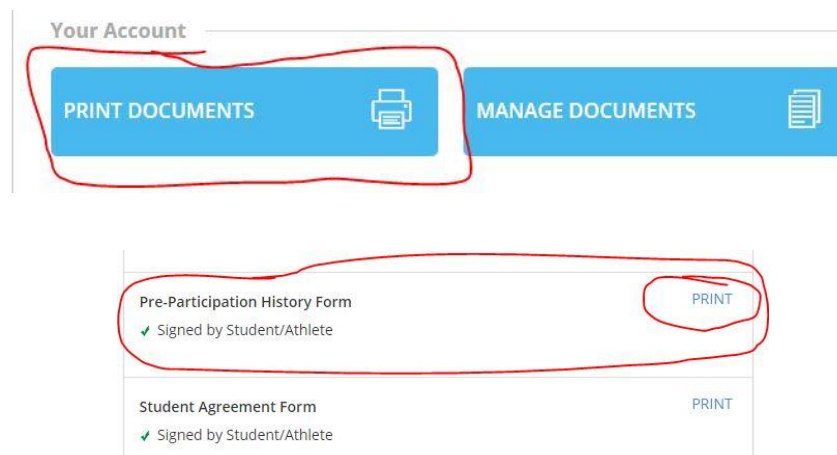 Your Account
PRINT DOCUMENTS
MANAGE DOCUMENTS
Pre-Participation History Form PRINT
Signed by Student/Athlete
Student Agreement Form PRINT
Signed by Student/Athlete